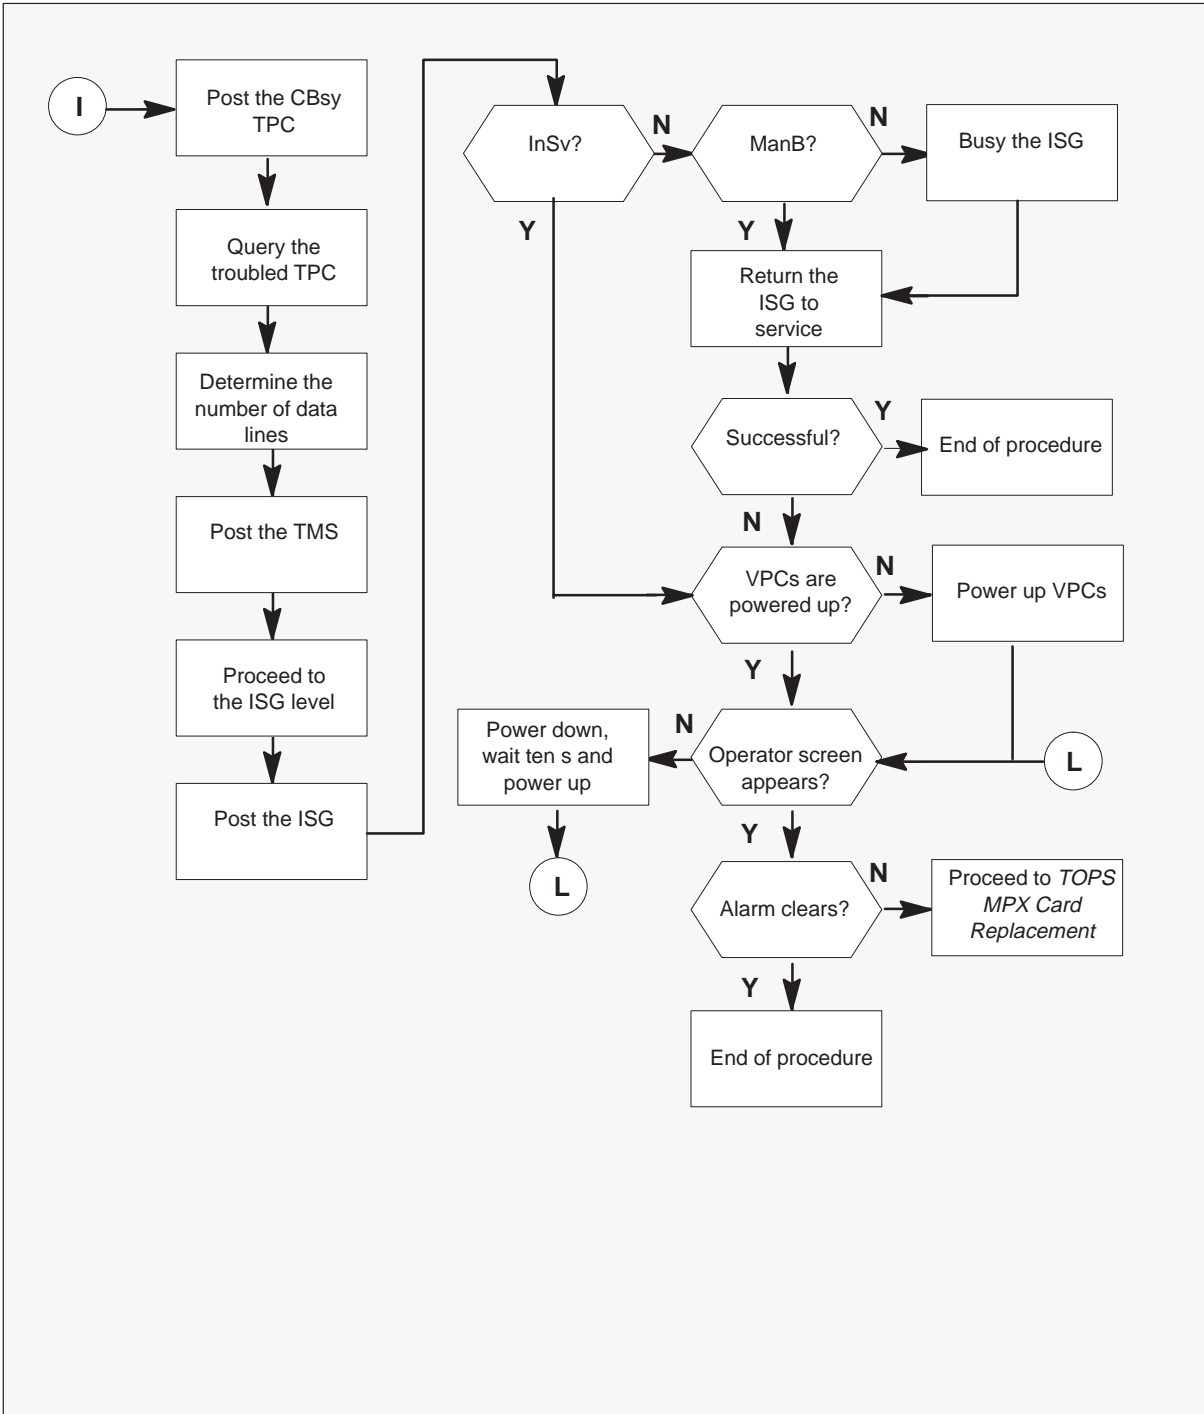 I
Post the CBsy
TPC
Query the
troubled TPC
Determine the
number of data
lines
Post the TMS
Proceed to
the ISG level
Post the ISG
InSv?
N
ManB?
N
Busy the ISG
Y
Y
Return the
ISG to
service
Successful?
Y
End of procedure
N
VPCs are
powered up?
N
Power up VPCs
Y
Power down,
wait ten s and
power up
N
Operator screen
appears?
L
L
Y
Alarm clears?
N
Proceed to TOPS
MPX Card
Replacement
Y
End of procedure